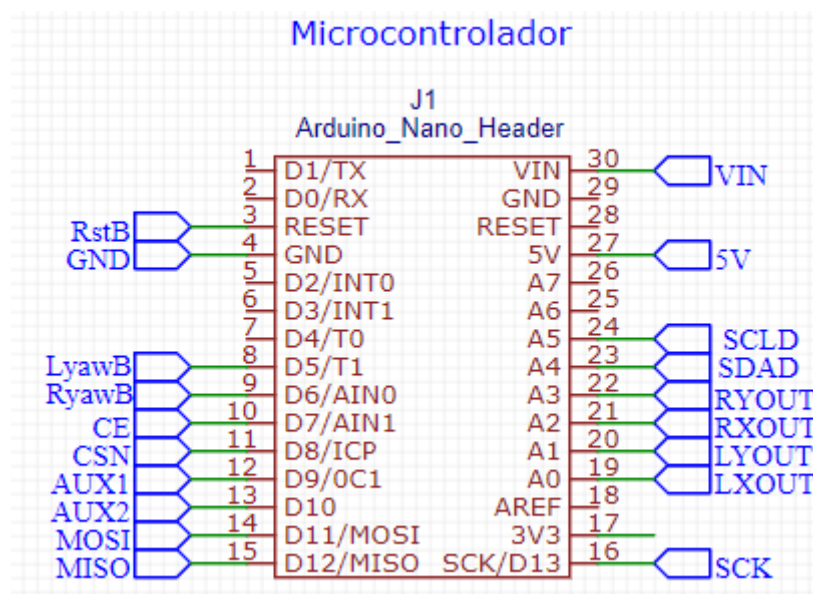 Microcontrolador
J1
Arduino_Nano_Header
1 D1/TX VIN 30 VIN
2 D0/RX GND 29
RstB 3 RESET RESET 28
GND 4 GND 5V 27 5V
5 D2/INT0 A7 26
6 D3/INT1 A6 25
7 D4/T0 A5 24 SCLD
LyawB 8 D5/T1 A4 23 SDAD
RyawB 9 D6/AIN0 A3 22 RYOUT
CE 10 D7/AIN1 A2 21 RXOUT
CSN 11 D8/ICP A1 20 LYOUT
AUX1 12 D9/0C1 A0 19 LXOUT
AUX2 13 D10 AREF 18
MOSI 14 D11/MOSI 3V3 17
MISO 15 D12/MISO SCK/D13 16 SCK